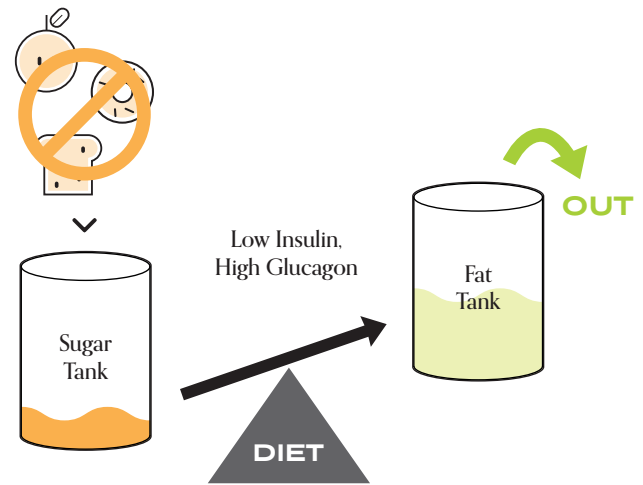 OUT
Low Insulin,
High Glucagon
Fat
Tank
Sugar
Tank
DIET